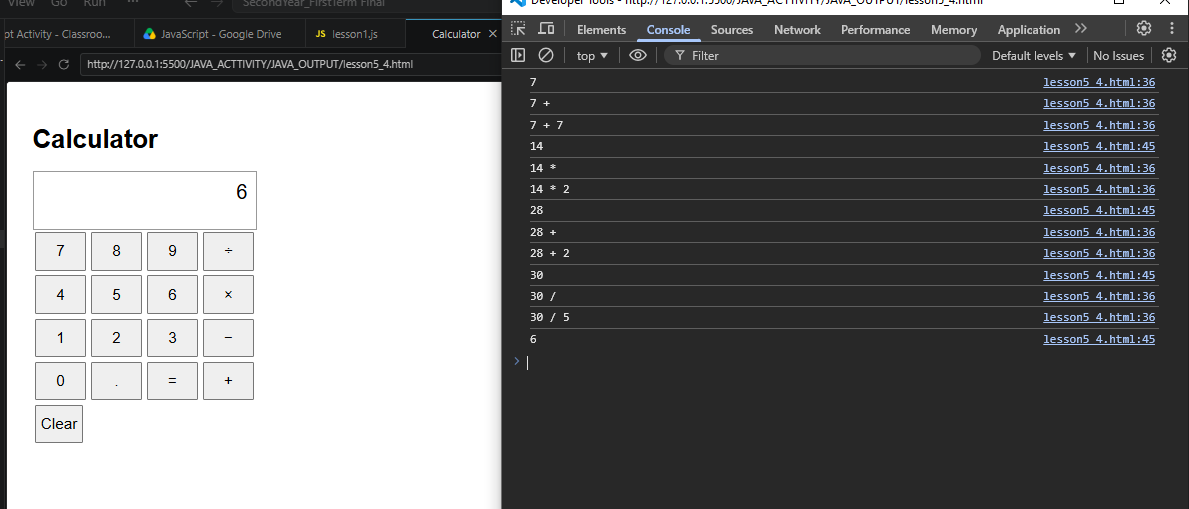 View Go Run ··· SecondYear_FirstTerm Final
pt Activity - Classroo... JavaScript - Google Drive JS lesson1.js Calculator
http://127.0.0.1:5500/JAVA_ACTTIVITY/JAVA_OUTPUT/lesson5_4.html
Calculator
6
7 8 9 ÷
4 5 6 ×
1 2 3 −
0 . = +
Clear
Developer Tools - http://127.0.0.1:5500/JAVA_ACTTIVITY/JAVA_OUTPUT/lesson5_4.html
Elements Console Sources Network Performance Memory Application
top Filter Default levels No Issues
7 lesson5_4.html:36
7 + lesson5_4.html:36
7 + 7 lesson5_4.html:36
14 lesson5_4.html:45
14 * lesson5_4.html:36
14 * 2 lesson5_4.html:36
28 lesson5_4.html:45
28 + lesson5_4.html:36
28 + 2 lesson5_4.html:36
30 lesson5_4.html:45
30 / lesson5_4.html:36
30 / 5 lesson5_4.html:36
6 lesson5_4.html:45